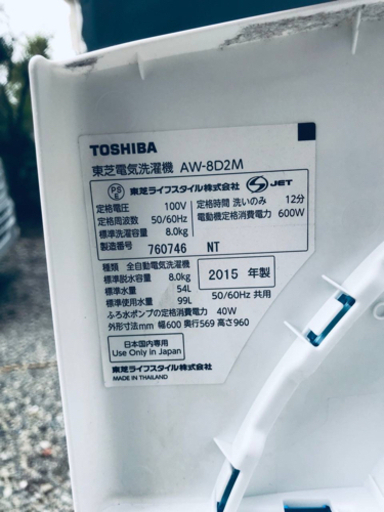 TOSHIBA
東芝電気洗濯機 AW-8D2M
PS E 東芝ライフスタイル株式会社 S JET
定格電圧 100V 定格時間 洗いのみ 12分
定格周波数 50/60Hz 電動機定格消費電力 600W
標準洗濯容量 8.0kg
製造番号 760746 NT
種類 全自動電気洗濯機
標準脱水容量 8.0kg 2015 年製
標準水量 54L
標準使用水量 99L 50/60Hz 共用
ふろ水ポンプの定格消費電力 40W
外形寸法mm 幅600 奥行569 高さ960
日本国内専用
Use Only in Japan
東芝ライフスタイル株式会社
MADE IN THAILAND